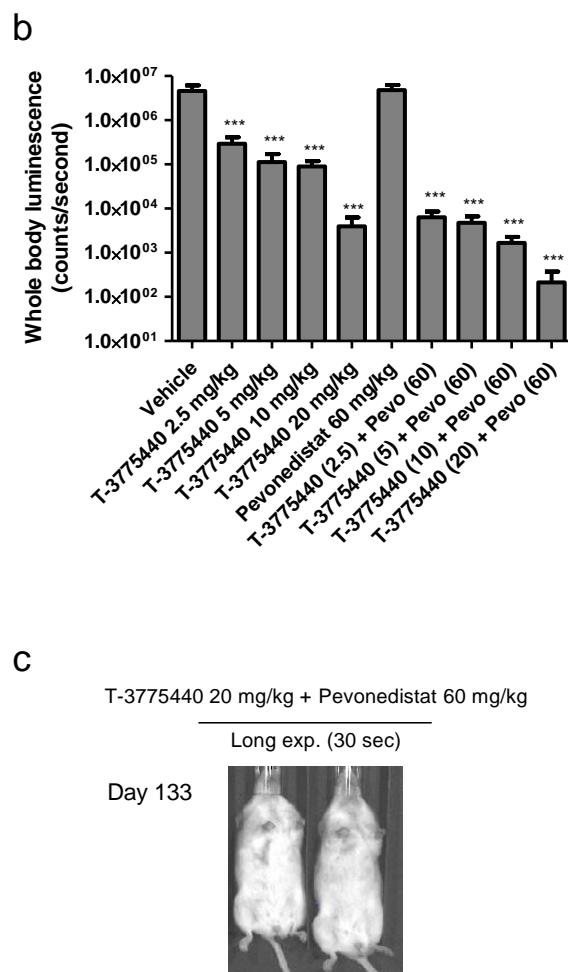 b
Whole body luminescence
(counts/second)
1.0×10⁰⁷
1.0×10⁰⁶
1.0×10⁰⁵
1.0×10⁰⁴
1.0×10⁰³
1.0×10⁰²
1.0×10⁰¹
***
***
***
***
***
***
***
***
Vehicle
T-3775440 2.5 mg/kg
T-3775440 5 mg/kg
T-3775440 10 mg/kg
T-3775440 20 mg/kg
Pevonedistat 60 mg/kg
T-3775440 (2.5) + Pevo (60)
T-3775440 (5) + Pevo (60)
T-3775440 (10) + Pevo (60)
T-3775440 (20) + Pevo (60)
c
T-3775440 20 mg/kg + Pevonedistat 60 mg/kg
Long exp. (30 sec)
Day 133